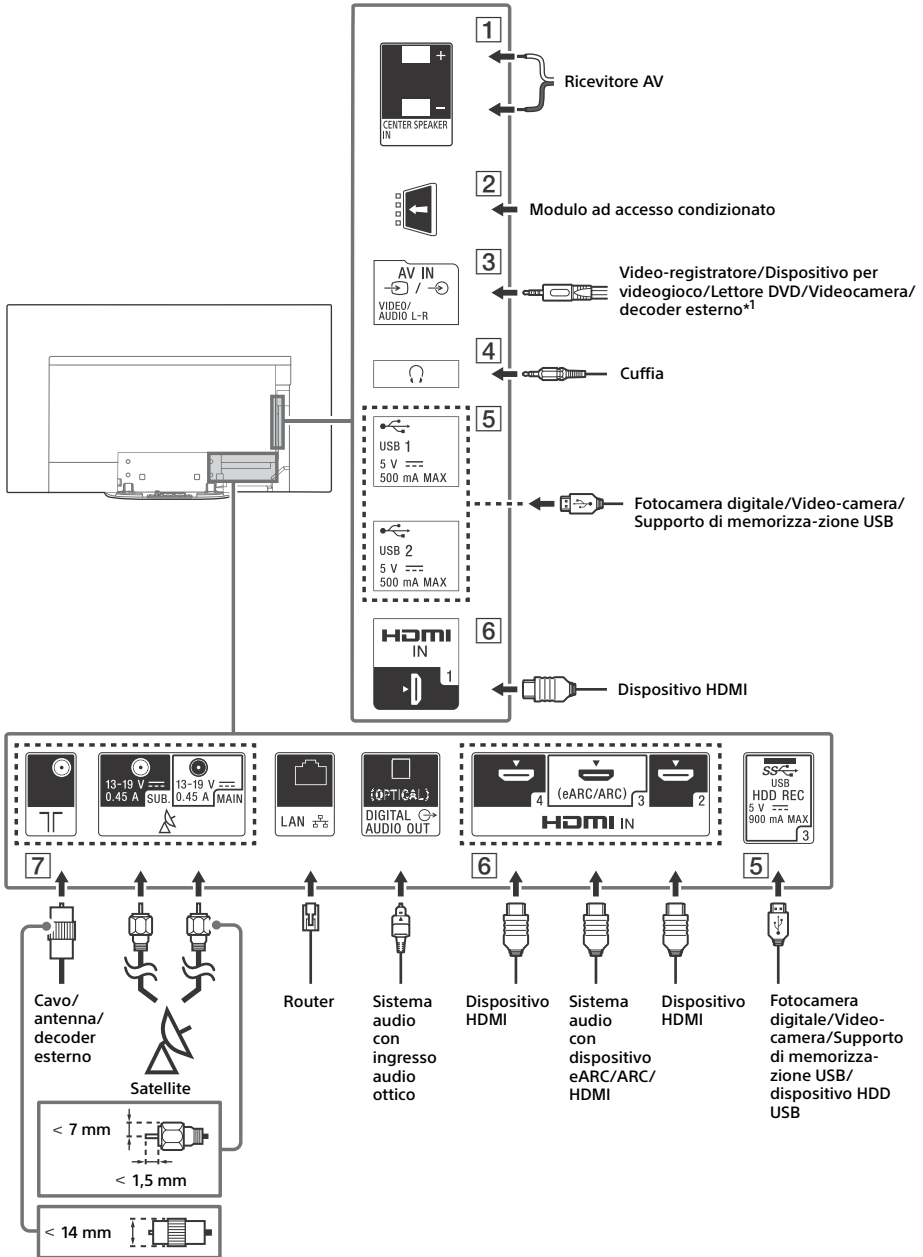 1
+
−
CENTER SPEAKER
IN
Ricevitore AV
2
Modulo ad accesso condizionato
3
AV IN
/
VIDEO/
AUDIO L-R
Video-registratore/Dispositivo per
videogioco/Lettore DVD/Videocamera/
decoder esterno*1
4
Cuffia
5
USB 1
5 V
500 mA MAX
USB 2
5 V
500 mA MAX
Fotocamera digitale/Video-camera/
Supporto di memorizza-zione USB
6
HDMI
IN
1
Dispositivo HDMI
13-19 V
0.45 A
SUB.
13-19 V
0.45 A
MAIN
LAN
(OPTICAL)
DIGITAL
AUDIO OUT
4
(eARC/ARC)
3
2
HDMI IN
SS
USB
HDD REC
5 V
900 mA MAX
3
7
6
5
Cavo/
antenna/
decoder
esterno
Satellite
Router
Sistema
audio
con
ingresso
audio
ottico
Dispositivo
HDMI
Sistema
audio
con
dispositivo
eARC/ARC/
HDMI
Dispositivo
HDMI
Fotocamera
digitale/Video-
camera/Supporto
di memorizza-
zione USB/
dispositivo HDD
USB
< 7 mm
< 1,5 mm
< 14 mm